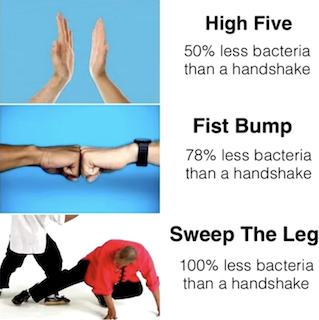 High Five
50% less bacteria
than a handshake
Fist Bump
78% less bacteria
than a handshake
Sweep The Leg
100% less bacteria
than a handshake